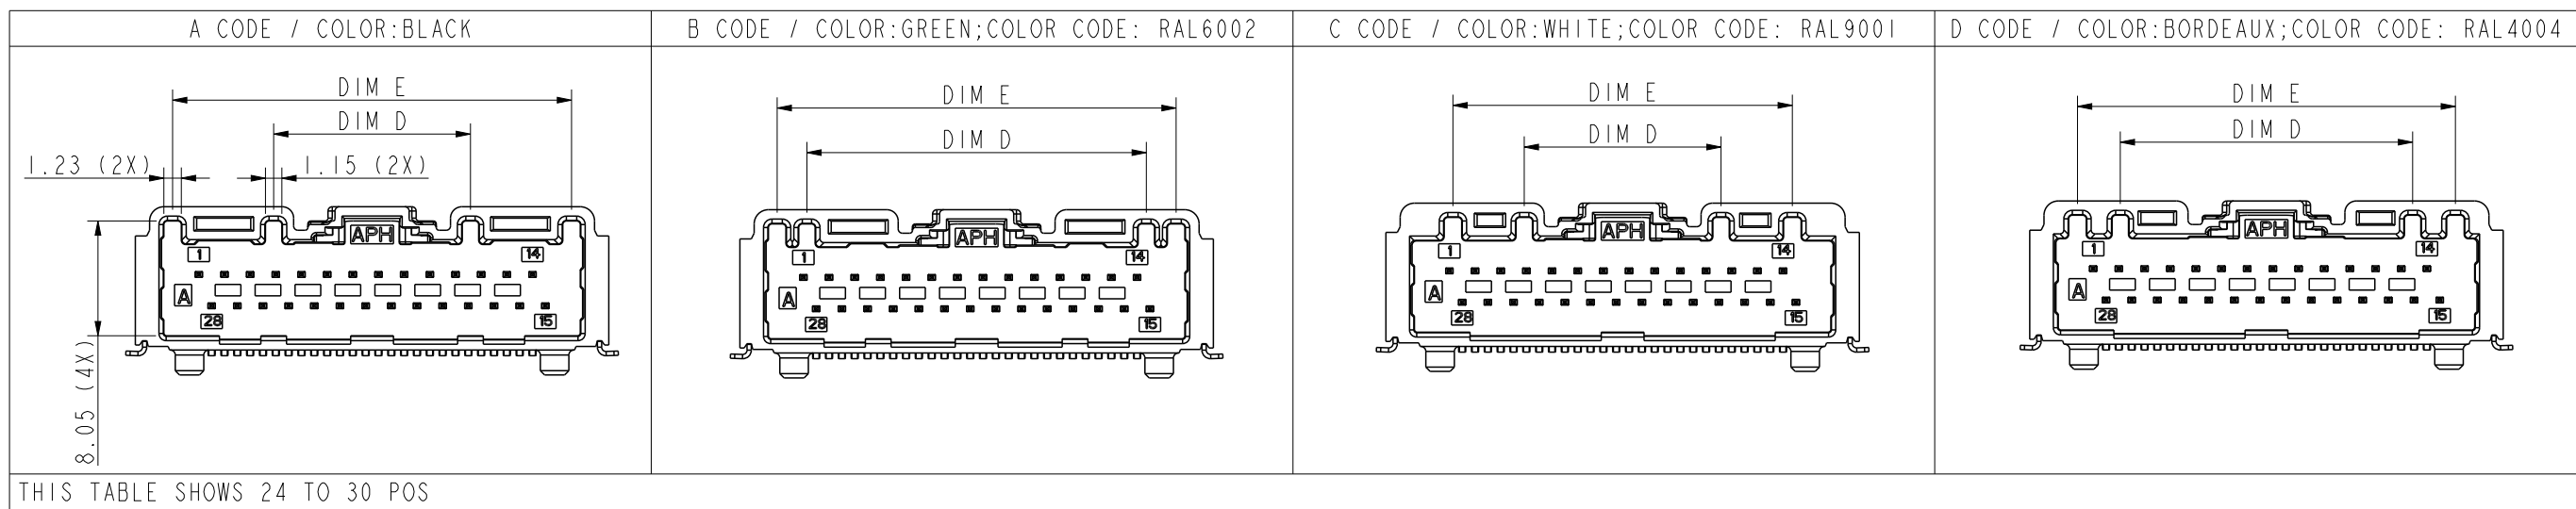 A CODE / COLOR:BLACK
B CODE / COLOR:GREEN;COLOR CODE: RAL6002
C CODE / COLOR:WHITE;COLOR CODE: RAL9001
D CODE / COLOR:BORDEAUX;COLOR CODE: RAL4004
DIM E
DIM D
1.23 (2X)
1.15 (2X)
8.05 (4X)
APH
1
14
A
28
15
DIM E
DIM D
APH
1
14
A
28
15
DIM E
DIM D
APH
1
14
A
28
15
DIM E
DIM D
APH
1
14
A
28
15
THIS TABLE SHOWS 24 TO 30 POS